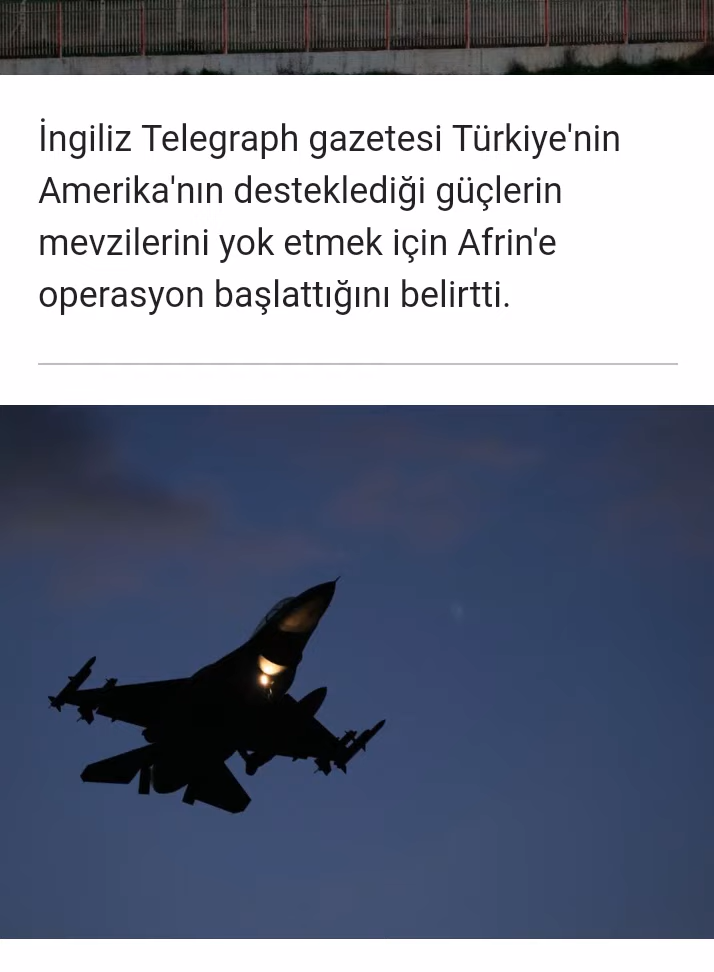 İngiliz Telegraph gazetesi Türkiye'nin
Amerika'nın desteklediği güçlerin
mevzilerini yok etmek için Afrin'e
operasyon başlattığını belirtti.